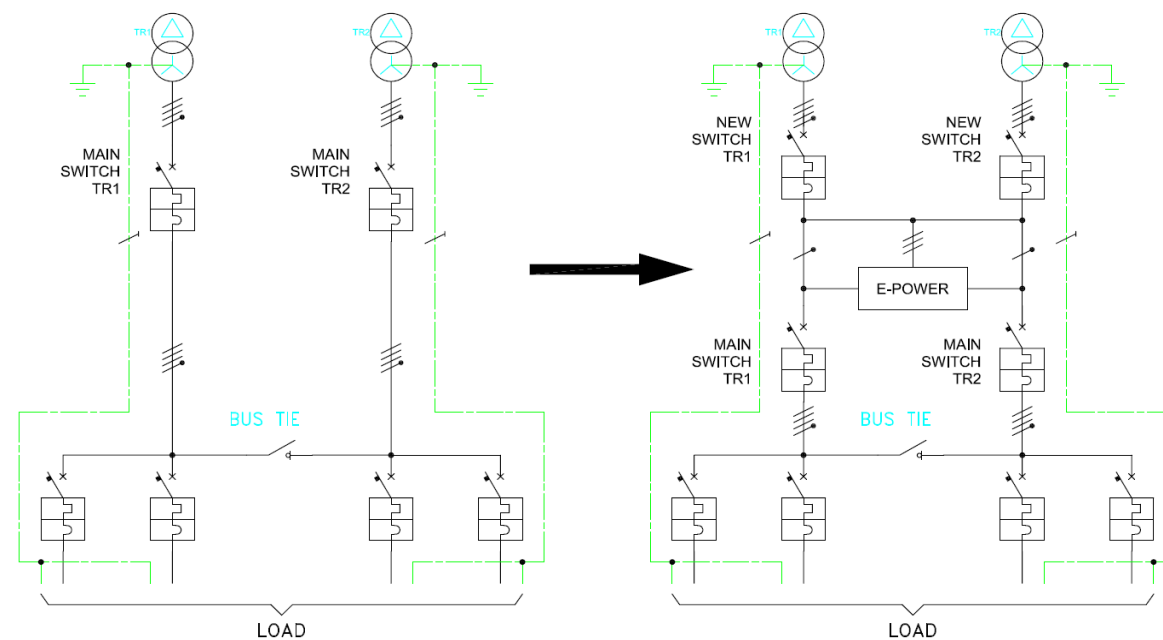 TR1
TR2
MAIN
SWITCH
TR1
MAIN
SWITCH
TR2
BUS TIE
LOAD
TR1
TR2
NEW
SWITCH
TR1
NEW
SWITCH
TR2
E-POWER
MAIN
SWITCH
TR1
MAIN
SWITCH
TR2
BUS TIE
LOAD